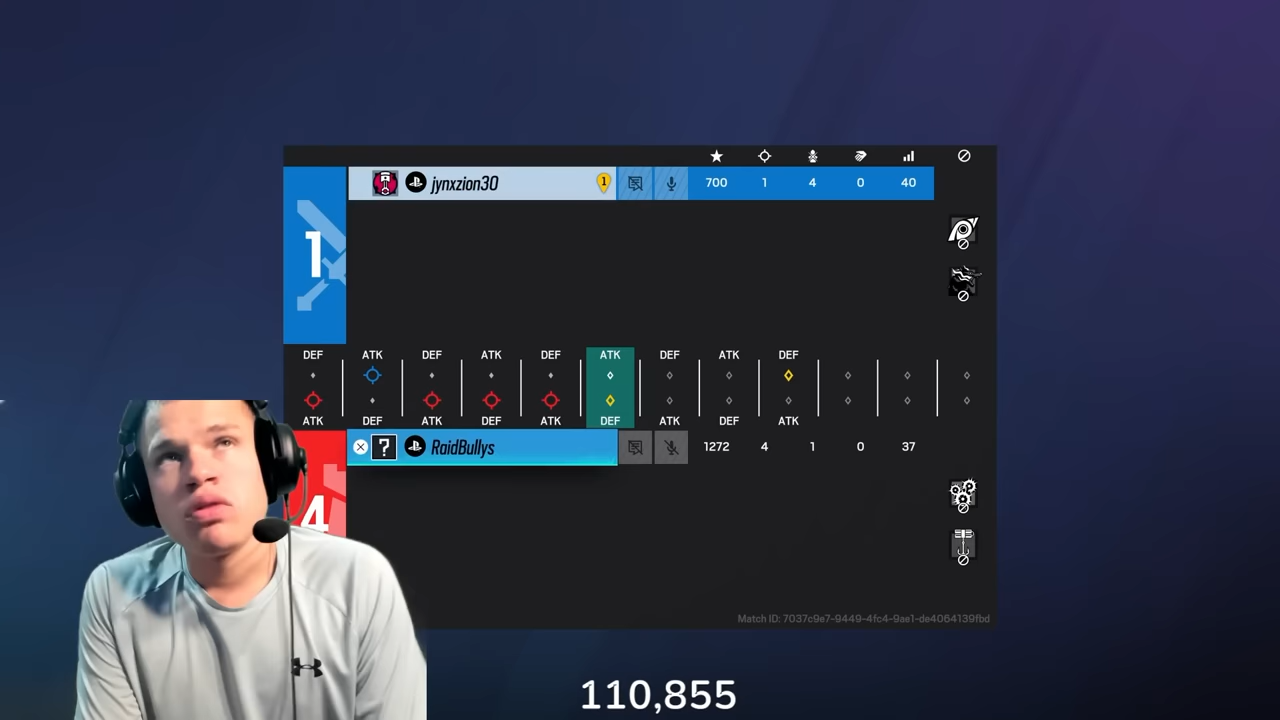 jynxzion30 1 700 1 4 0 40
1
DEF ATK DEF ATK DEF ATK DEF ATK DEF
ATK DEF ATK DEF ATK DEF ATK DEF ATK
? RaidBullys 1272 4 1 0 37
4
Match ID: 7037c9e7-9449-4fc4-9ae1-de4064139fbd
110,855